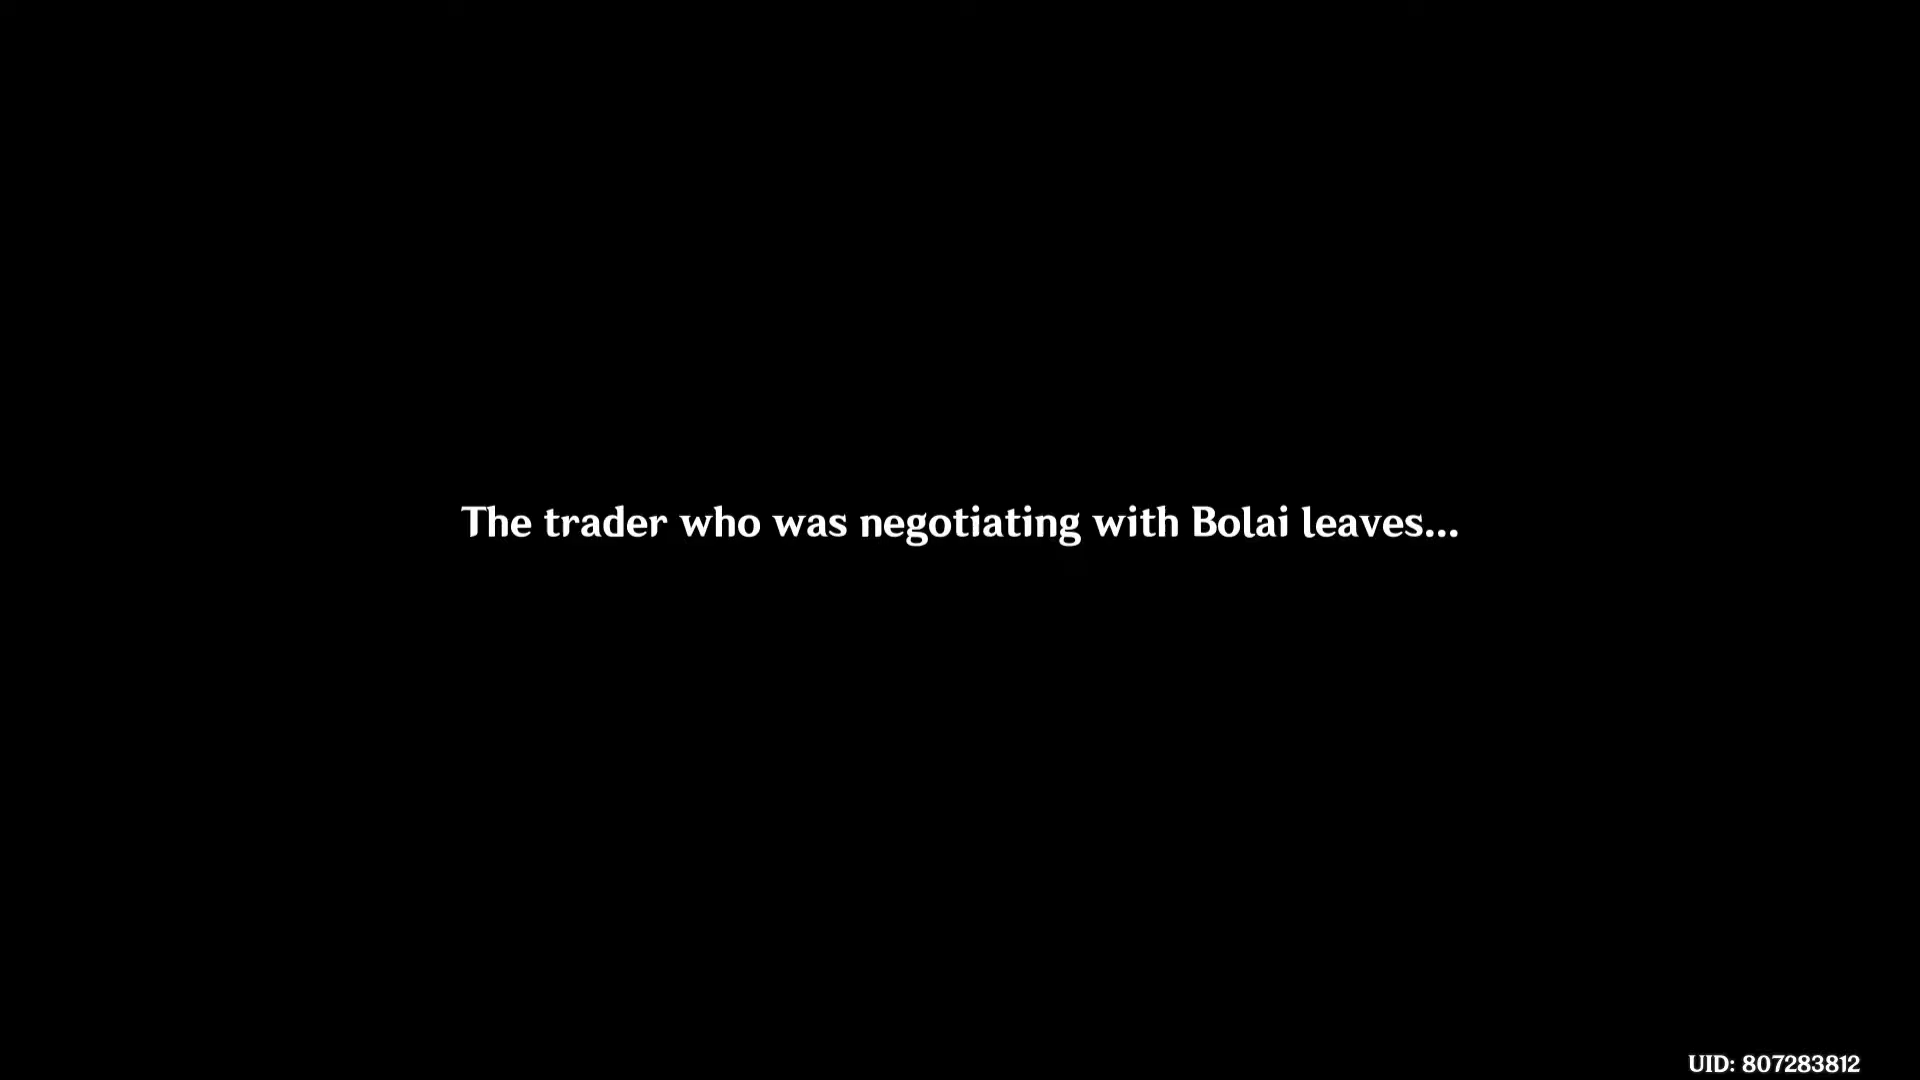 The trader who was negotiating with Bolai leaves...
UID: 807283812